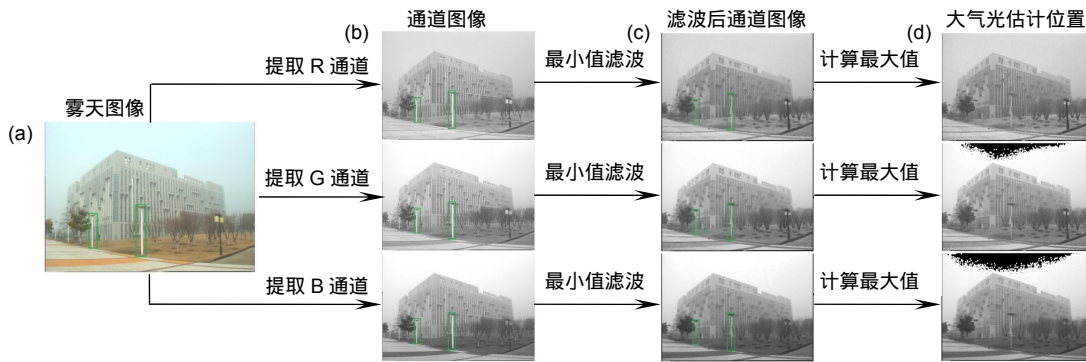 (b) 通道图像
(c) 滤波后通道图像
(d) 大气光估计位置
提取 R 通道
最小值滤波
计算最大值
雾天图像
(a)
提取 G 通道
最小值滤波
计算最大值
提取 B 通道
最小值滤波
计算最大值